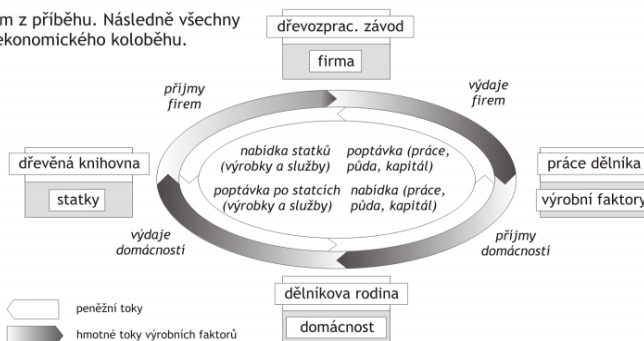 m z příběhu. Následně všechny
ekonomického koloběhu.
dřevozprac. závod
firma
příjmy
firem
výdaje
firem
nabídka statků
(výrobky a služby)
poptávka (práce,
půda, kapitál)
dřevěná knihovna
statky
práce dělníka
výrobní faktory
poptávka po statcích
(výrobky a služby)
nabídka (práce,
půda, kapitál)
výdaje
domácností
příjmy
domácností
dělníkova rodina
domácnost
peněžní toky
hmotné toky výrobních faktorů